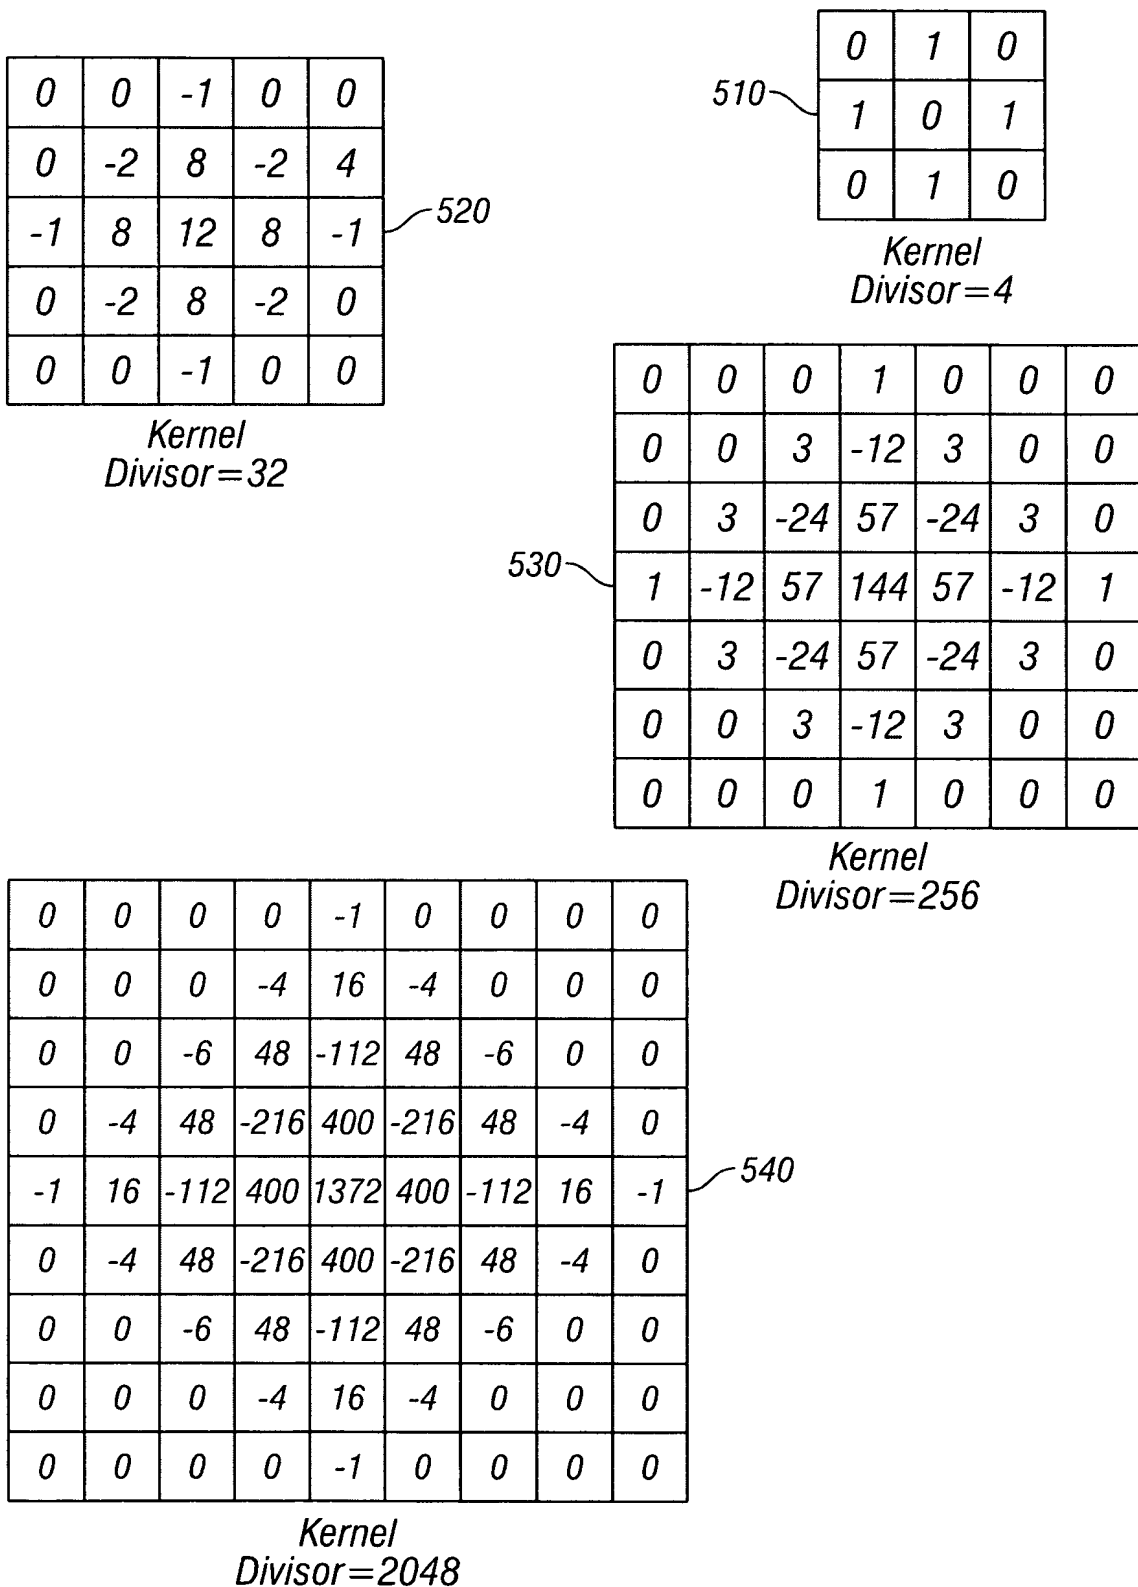 0 1 0
510
1 0 1
0 1 0
Kernel
Divisor=4
0 0 -1 0 0
0 -2 8 -2 4
-1 8 12 8 -1
520
0 -2 8 -2 0
0 0 -1 0 0
Kernel
Divisor=32
0 0 0 1 0 0 0
0 0 3 -12 3 0 0
0 3 -24 57 -24 3 0
530
1 -12 57 144 57 -12 1
0 3 -24 57 -24 3 0
0 0 3 -12 3 0 0
0 0 0 1 0 0 0
Kernel
Divisor=256
0 0 0 0 -1 0 0 0 0
0 0 0 -4 16 -4 0 0 0
0 0 -6 48 -112 48 -6 0 0
0 -4 48 -216 400 -216 48 -4 0
-1 16 -112 400 1372 400 -112 16 -1
540
0 -4 48 -216 400 -216 48 -4 0
0 0 -6 48 -112 48 -6 0 0
0 0 0 -4 16 -4 0 0 0
0 0 0 0 -1 0 0 0 0
Kernel
Divisor=2048